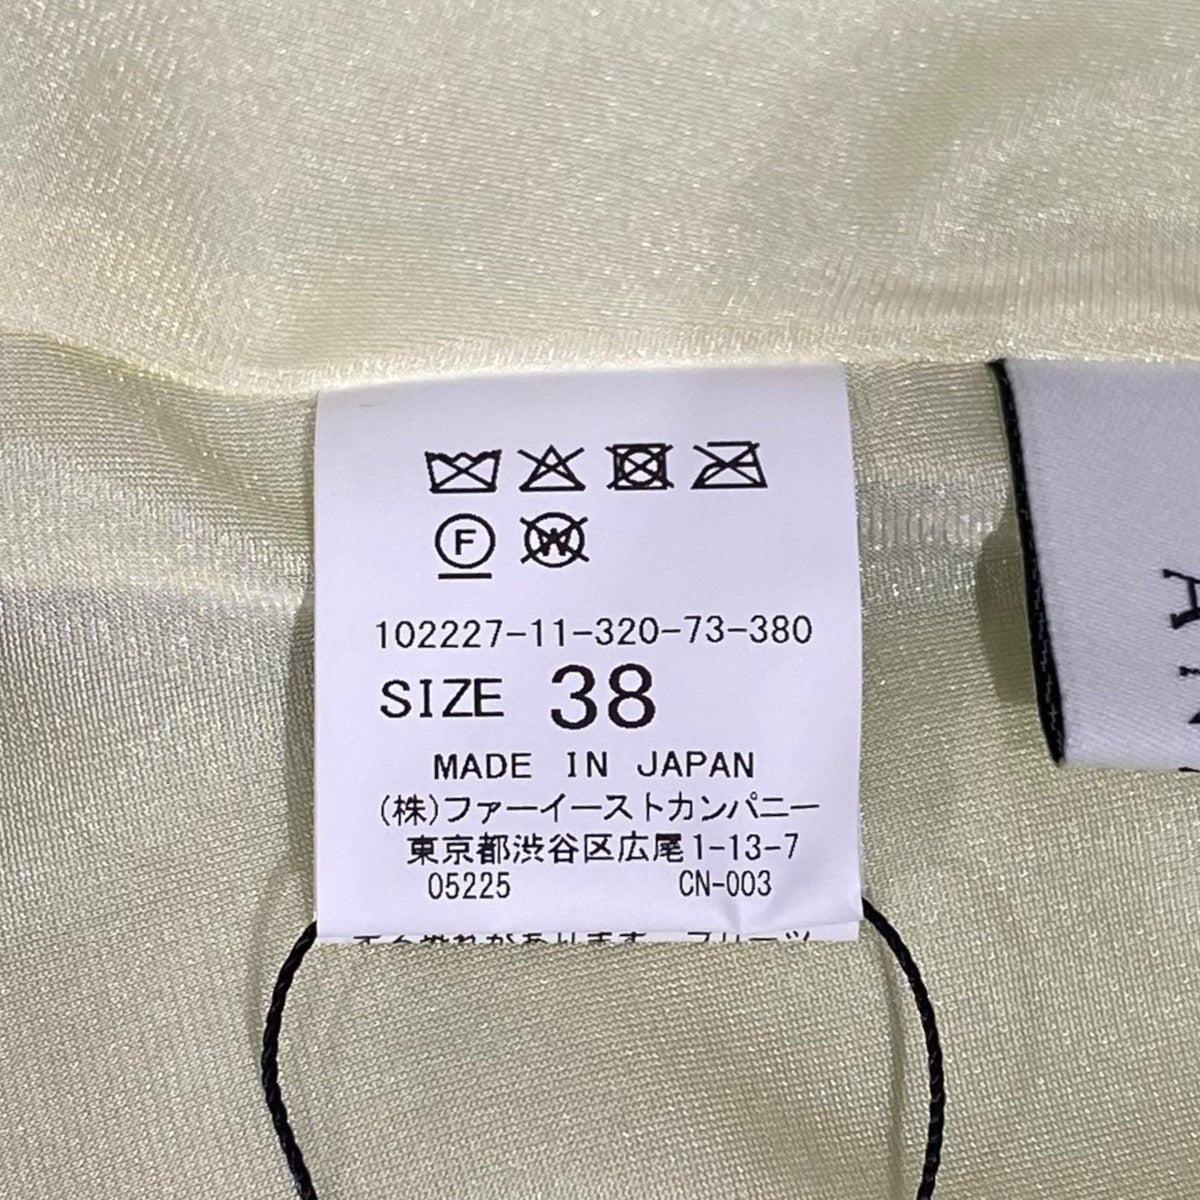 F W
102227-11-320-73-380
SIZE 38
MADE IN JAPAN
(株)ファーイーストカンパニー
東京都渋谷区広尾1-13-7
05225 CN-003